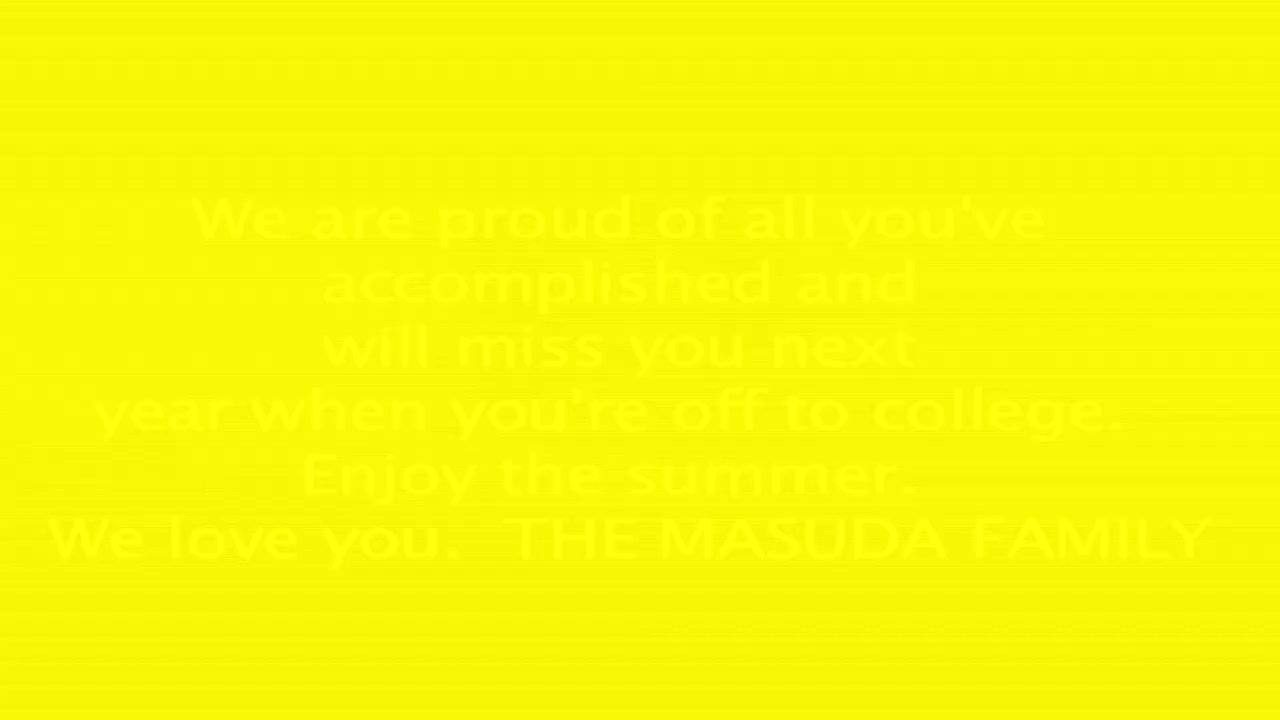 We are proud of all you've
accomplished and
will miss you next
year when you're off to college.
Enjoy the summer.
We love you.  THE MASUDA FAMILY